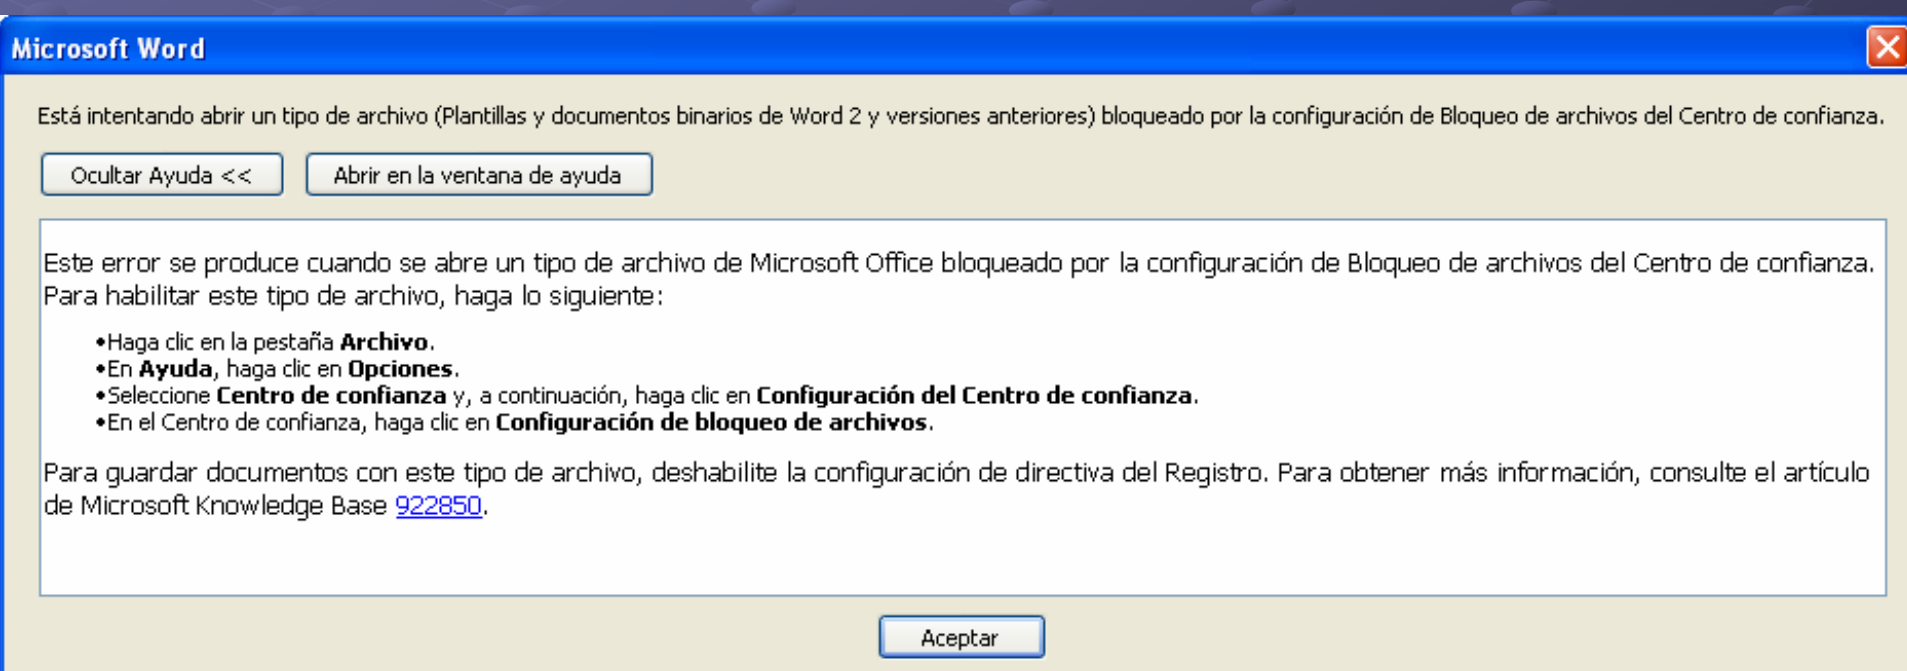 Microsoft Word
Está intentando abrir un tipo de archivo (Plantillas y documentos binarios de Word 2 y versiones anteriores) bloqueado por la configuración de Bloqueo de archivos del Centro de confianza.
Ocultar Ayuda <<
Abrir en la ventana de ayuda
Este error se produce cuando se abre un tipo de archivo de Microsoft Office bloqueado por la configuración de Bloqueo de archivos del Centro de confianza.
Para habilitar este tipo de archivo, haga lo siguiente:
•Haga clic en la pestaña Archivo.
•En Ayuda, haga clic en Opciones.
•Seleccione Centro de confianza y, a continuación, haga clic en Configuración del Centro de confianza.
•En el Centro de confianza, haga clic en Configuración de bloqueo de archivos.
Para guardar documentos con este tipo de archivo, deshabilite la configuración de directiva del Registro. Para obtener más información, consulte el artículo
de Microsoft Knowledge Base 922850.
Aceptar